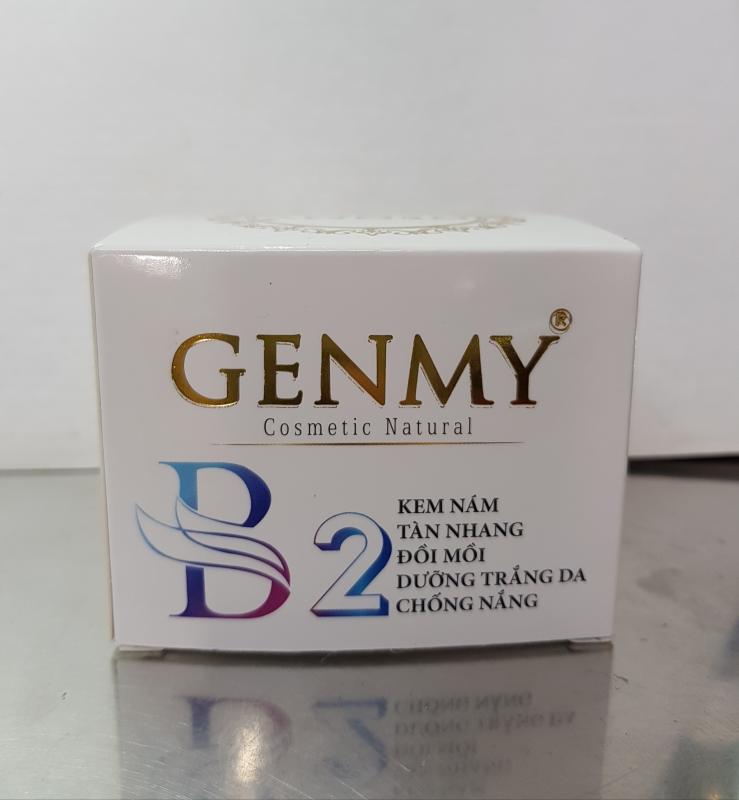 GENMY®
Cosmetic Natural
B2
KEM NÁM
TÀN NHANG
ĐỒI MỒI
DƯỠNG TRẮNG DA
CHỐNG NẮNG